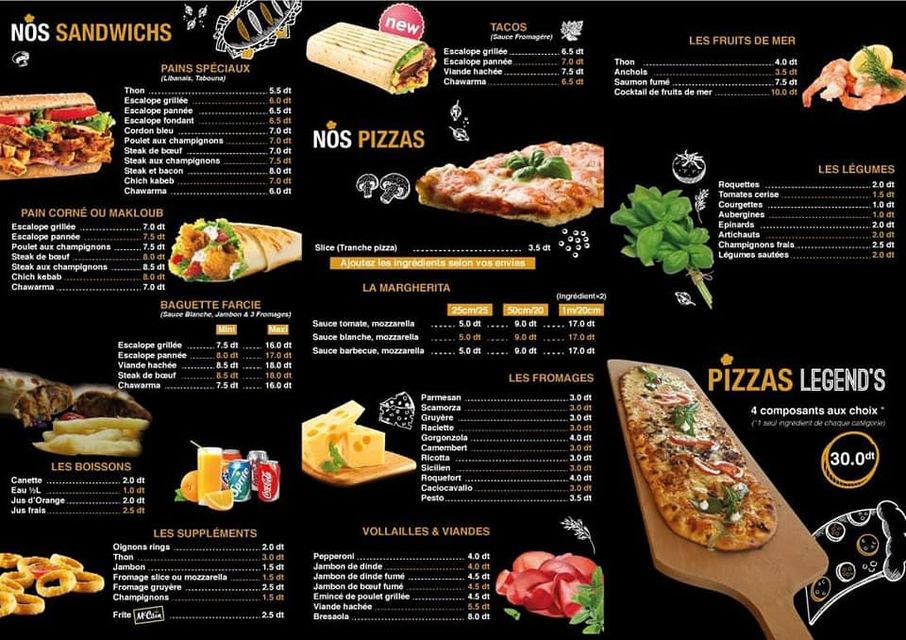 NOS SANDWICHS
PAINS SPÉCIAUX
(Libanais, Tabouna)
Thon 5.5 dt
Escalope grillée 6.0 dt
Escalope pannée 6.5 dt
Escalope fondant 6.5 dt
Cordon bleu 7.0 dt
Poulet aux champignons 7.0 dt
Steak de bœuf 7.0 dt
Steak aux champignons 7.5 dt
Steak et bacon 8.0 dt
Chich kabeb 7.0 dt
Chawarma 6.0 dt
PAIN CORNÉ OU MAKLOUB
Escalope grillée 7.0 dt
Escalope pannée 7.5 dt
Poulet aux champignons 7.5 dt
Steak de bœuf 8.0 dt
Steak aux champignons 8.5 dt
Chich kebab 8.0 dt
Chawarma 7.0 dt
BAGUETTE FARCIE
(Sauce Blanche, Jambon & 3 Fromages)
Mini Maxi
Escalope grillée 7.5 dt 16.0 dt
Escalope pannée 8.0 dt 17.0 dt
Viande hachée 8.5 dt 18.0 dt
Steak de bœuf 8.5 dt 18.0 dt
Chawarma 7.5 dt 16.0 dt
LES BOISSONS
Canette 2.0 dt
Eau ½L 1.0 dt
Jus d'Orange 2.0 dt
Jus frais 2.5 dt
Sprite
Coca-Cola
LES SUPPLÉMENTS
Oignons rings 2.0 dt
Thon 3.0 dt
Jambon 1.5 dt
Fromage slice ou mozzarella 1.5 dt
Fromage gruyère 2.5 dt
Champignons 1.5 dt
Frite McCain 2.5 dt
new
TACOS
(Sauce Fromagère)
Escalope grillée 6.5 dt
Escalope pannée 7.0 dt
Viande hachée 7.5 dt
Chawarma 6.5 dt
NOS PIZZAS
Slice (Tranche pizza) 3.5 dt
Ajoutez les ingrédients selon vos envies
LA MARGHERITA
(Ingrédient×2)
25cm/25 50cm/20 1m/20cm
Sauce tomate, mozzarella 5.0 dt 9.0 dt 17.0 dt
Sauce blanche, mozzarella 5.0 dt 9.0 dt 17.0 dt
Sauce barbecue, mozzarella 5.0 dt 9.0 dt 17.0 dt
LES FROMAGES
Parmesan 3.0 dt
Scamorza 3.0 dt
Gruyère 3.0 dt
Raclette 3.0 dt
Gorgonzola 4.0 dt
Camembert 3.0 dt
Ricotta 3.0 dt
Sicilien 3.0 dt
Roquefort 4.0 dt
Caciocavallo 3.0 dt
Pesto 3.5 dt
VOLLAILLES & VIANDES
Pepperoni 4.0 dt
Jambon de dinde 4.0 dt
Jambon de dinde fumé 4.5 dt
Jambon de bœuf fumé 4.5 dt
Emincé de poulet grillée 4.5 dt
Viande hachée 5.5 dt
Bresaola 8.0 dt
LES FRUITS DE MER
Thon 4.0 dt
Anchois 3.5 dt
Saumon fumé 7.5 dt
Cocktail de fruits de mer 10.0 dt
LES LÉGUMES
Roquettes 2.0 dt
Tomates cerise 1.5 dt
Courgettes 1.0 dt
Aubergines 1.0 dt
Epinards 2.0 dt
Artichauts 2.0 dt
Champignons frais 2.5 dt
Légumes sautées 2.0 dt
PIZZAS LEGEND'S
4 composants aux choix *
(*1 seul ingrédient de chaque catégorie)
30.0dt